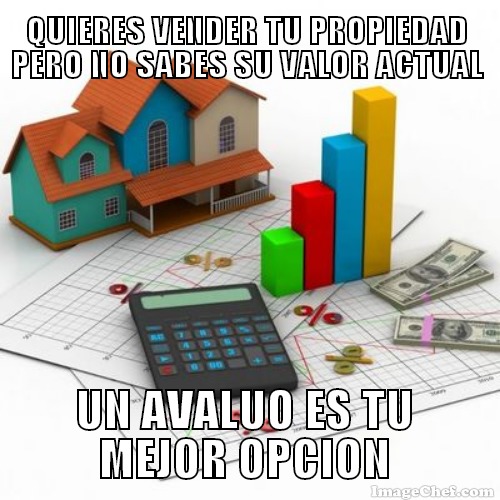 QUIERES VENDER TU PROPIEDAD
PERO NO SABES SU VALOR ACTUAL
UN AVALUO ES TU
MEJOR OPCION
ImageChef.com